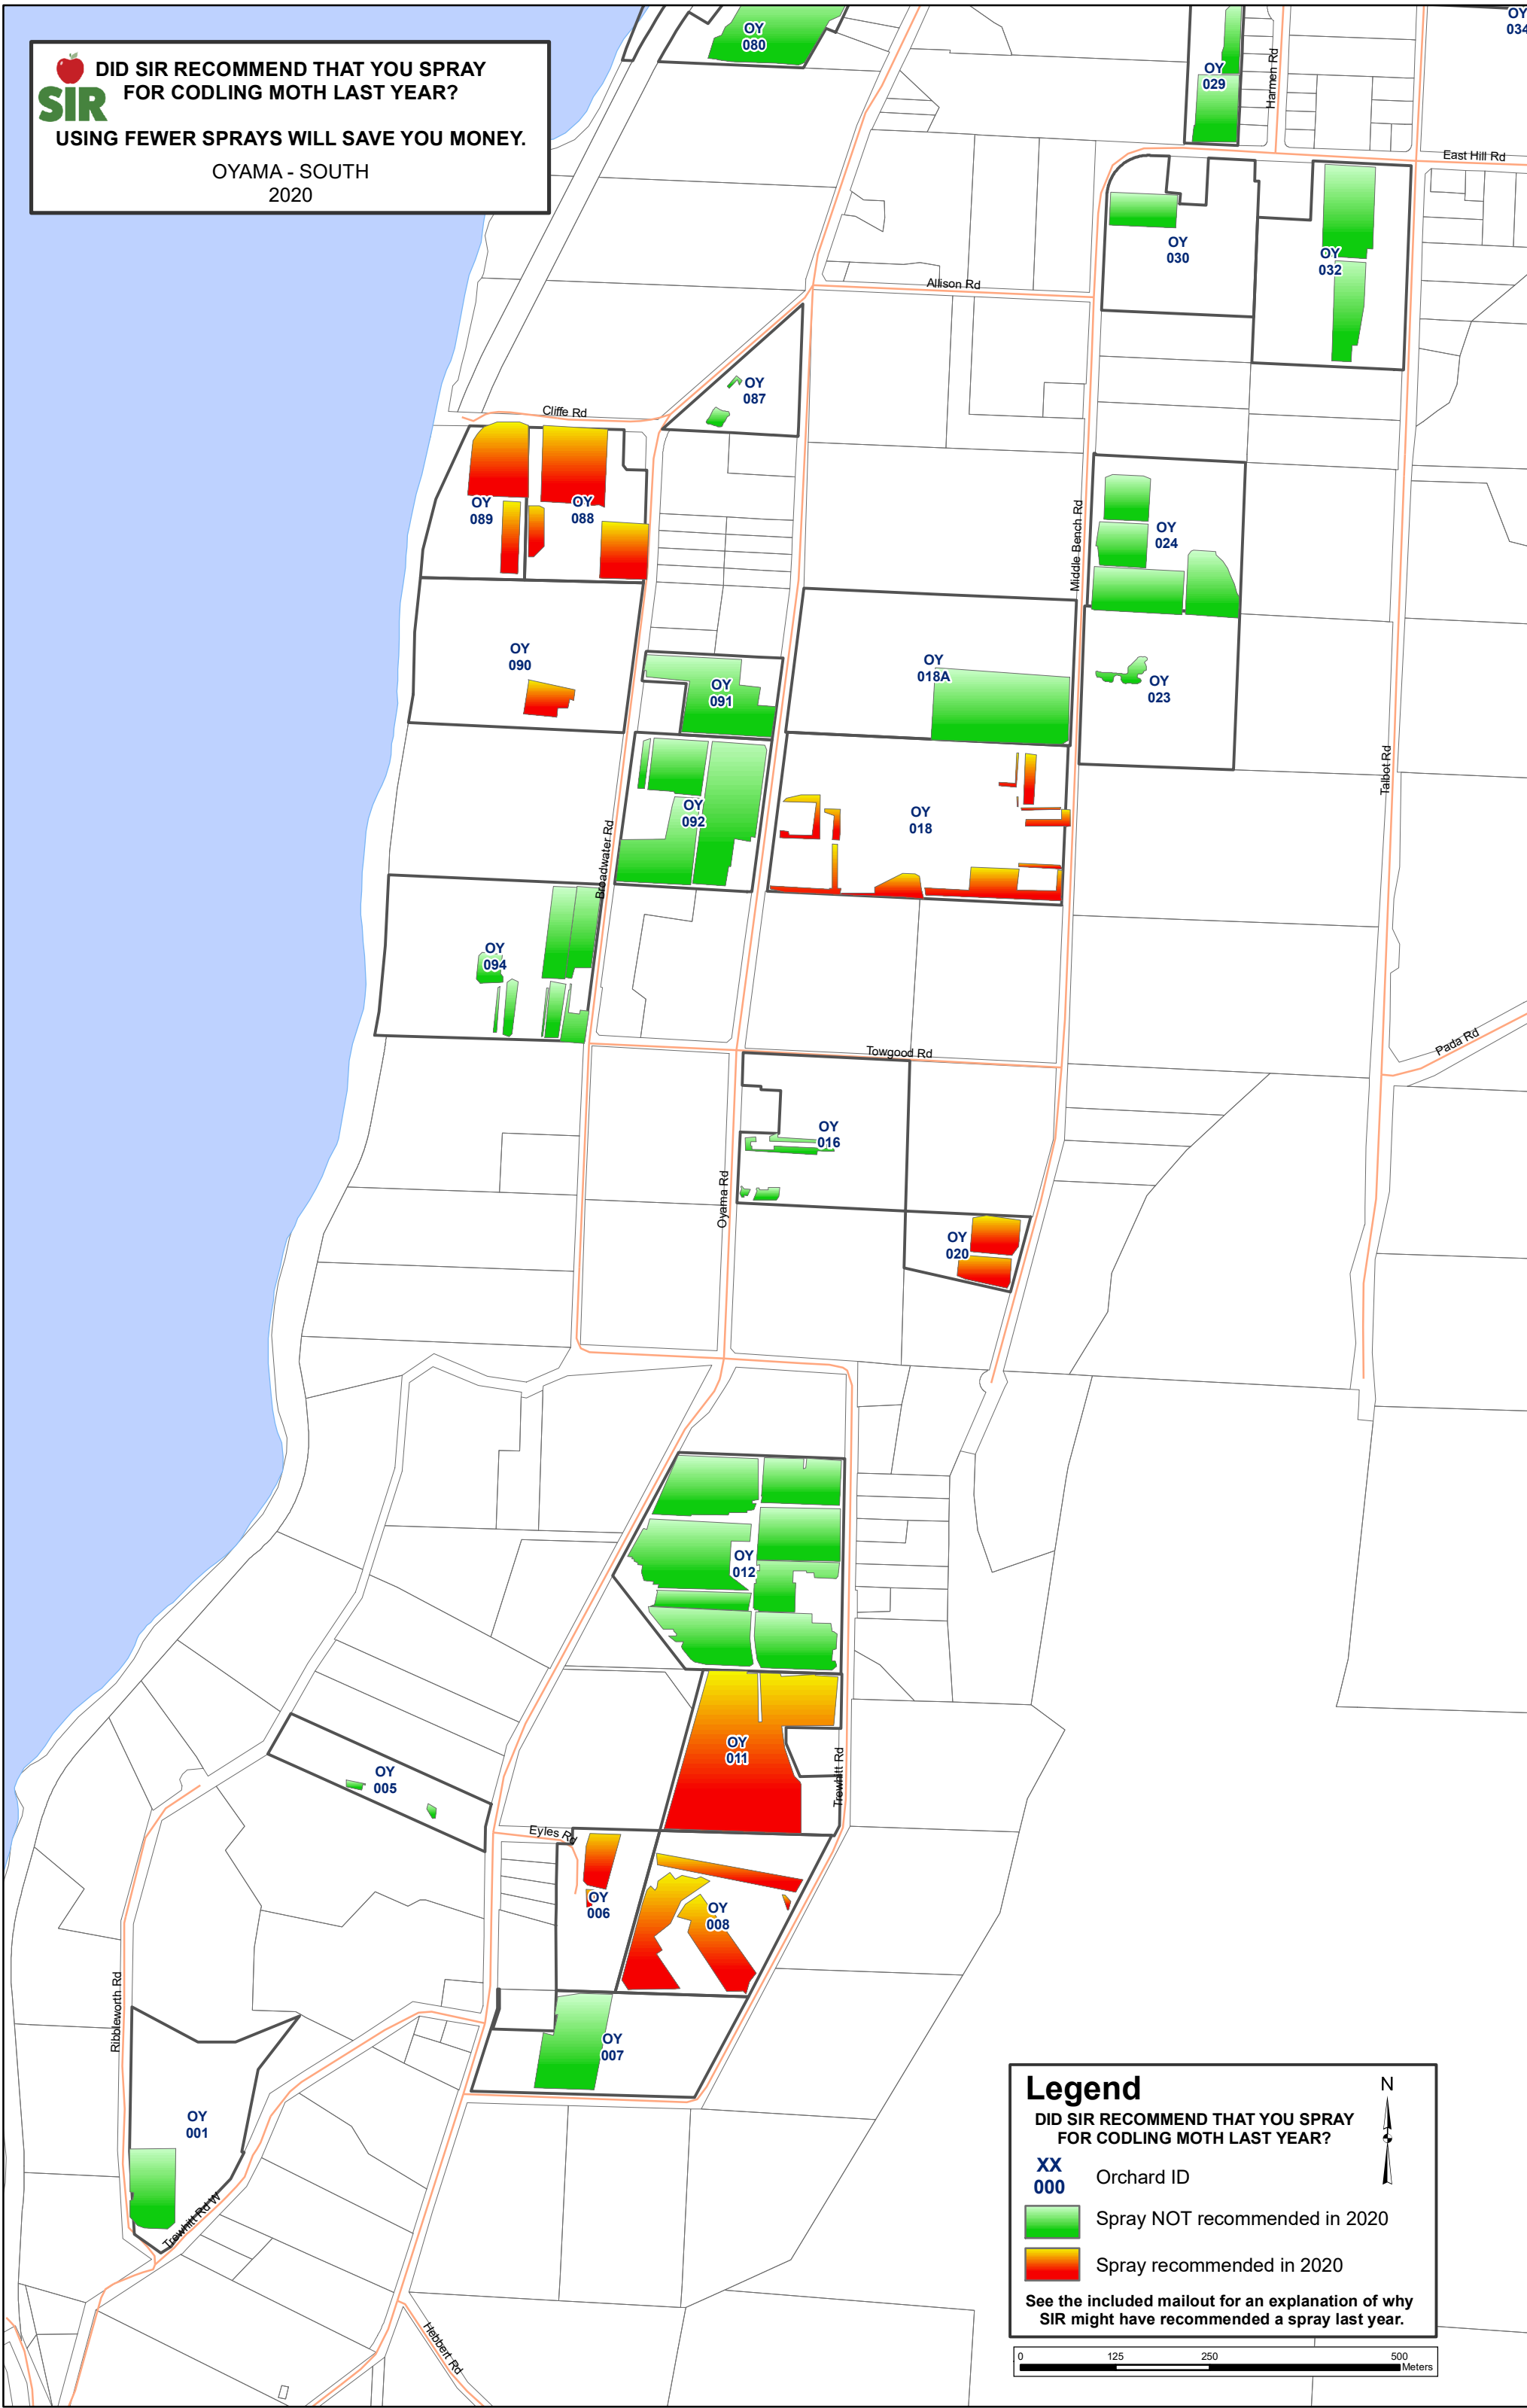 SIR
DID SIR RECOMMEND THAT YOU SPRAY
FOR CODLING MOTH LAST YEAR?
USING FEWER SPRAYS WILL SAVE YOU MONEY.
OYAMA - SOUTH
2020
OY
080
OY
029
Harmen Rd
OY
034
East Hill Rd
OY
030
OY
032
Allison Rd
OY
087
Cliffe Rd
OY
089
OY
088
Middle Bench Rd
OY
024
OY
090
OY
091
OY
018A
OY
023
Talbot Rd
OY
092
OY
018
Broadwater Rd
OY
094
Towgood Rd
Pada Rd
OY
016
Oyama Rd
OY
020
OY
012
OY
011
Trewhitt Rd
OY
005
Eyles Rd
OY
006
OY
008
Ribbleworth Rd
OY
007
OY
001
Trewhitt Rd W
Hebbert Rd
Legend
N
DID SIR RECOMMEND THAT YOU SPRAY
FOR CODLING MOTH LAST YEAR?
XX
000
Orchard ID
Spray NOT recommended in 2020
Spray recommended in 2020
See the included mailout for an explanation of why
SIR might have recommended a spray last year.
0 125 250 500
Meters